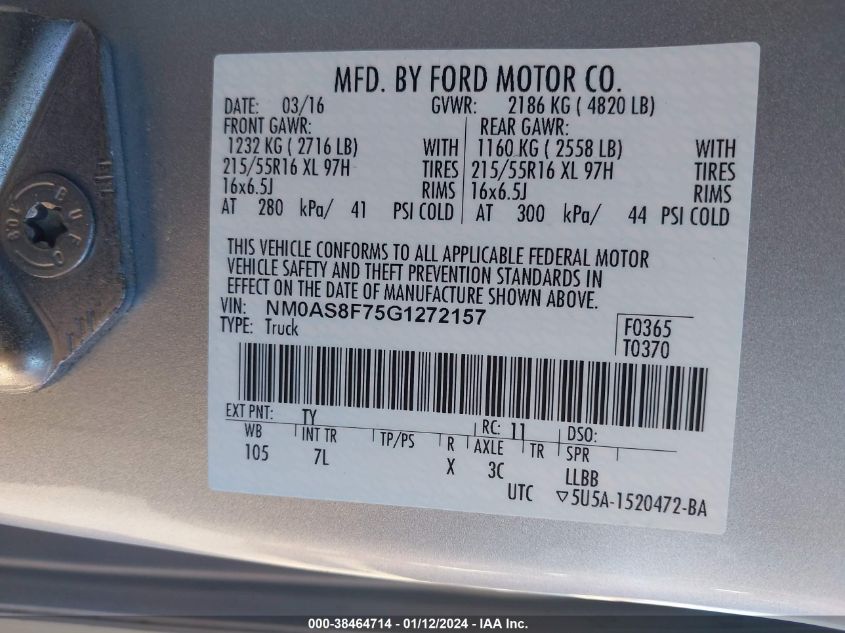 MFD. BY FORD MOTOR CO.
DATE: 03/16 GVWR: 2186 KG ( 4820 LB)
FRONT GAWR: REAR GAWR:
1232 KG ( 2716 LB) WITH 1160 KG ( 2558 LB) WITH
215/55R16 XL 97H TIRES 215/55R16 XL 97H TIRES
16x6.5J RIMS 16x6.5J RIMS
AT 280 kPa/ 41 PSI COLD AT 300 kPa/ 44 PSI COLD
THIS VEHICLE CONFORMS TO ALL APPLICABLE FEDERAL MOTOR
VEHICLE SAFETY AND THEFT PREVENTION STANDARDS IN
EFFECT ON THE DATE OF MANUFACTURE SHOWN ABOVE.
VIN: NM0AS8F75G1272157
TYPE: Truck
F0365
T0370
EXT PNT: TY RC: 11 DSO:
WB INT TR TP/PS R AXLE TR SPR
105 7L X 3C LLBB
UTC ▽5U5A-1520472-BA
000-38464714 - 01/12/2024 - IAA Inc.